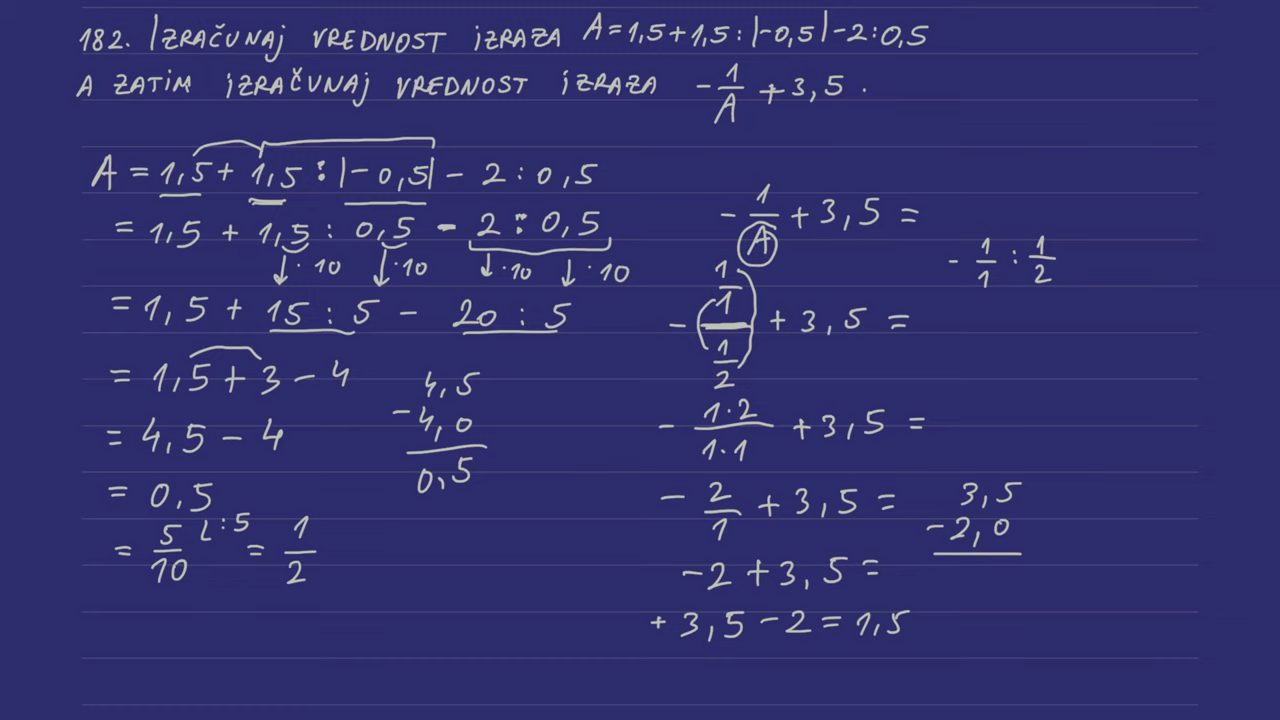 182. IZRAČUNAJ VREDNOST IZRAZA A=1,5+1,5:|-0,5|-2:0,5
A ZATIM IZRAČUNAJ VREDNOST IZRAZA -1/A +3,5.
A = 1,5 + 1,5 : |-0,5| - 2 : 0,5
= 1,5 + 1,5 : 0,5 - 2 : 0,5
↓·10 ↓·10 ↓·10 ↓·10
= 1,5 + 15 : 5 - 20 : 5
= 1,5 + 3 - 4
= 4,5 - 4
= 0,5
= 5/10 (:5 = 1/2
4,5
-4,0
0,5
-1/A + 3,5 =
-((1/1)/(1/2)) + 3,5 =
- 1·2/1·1 + 3,5 =
- 2/1 + 3,5 =
-2 + 3,5 =
+ 3,5 - 2 = 1,5
- 1/1 : 1/2
3,5
-2,0